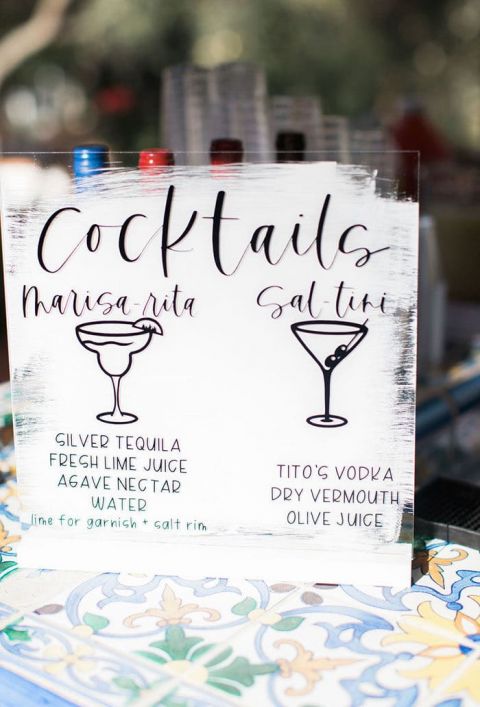 Cocktails
Marisa-rita
Sal-tini
SILVER TEQUILA
FRESH LIME JUICE
AGAVE NECTAR
WATER
lime for garnish + salt rim
TITO'S VODKA
DRY VERMOUTH
OLIVE JUICE